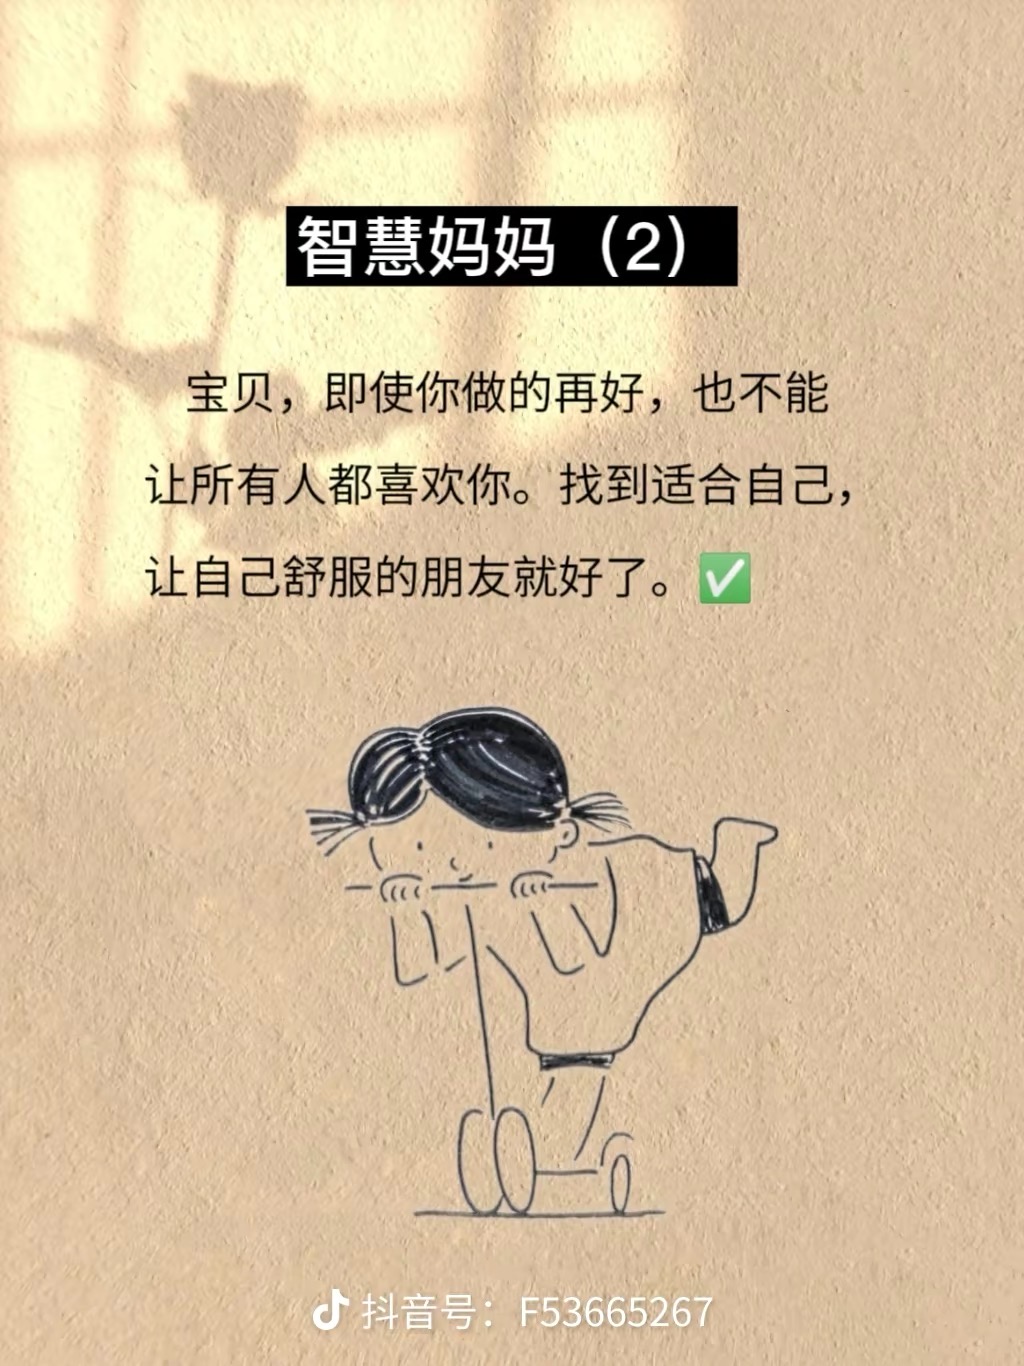 智慧妈妈（2）
宝贝，即使你做的再好，也不能
让所有人都喜欢你。找到适合自己，
让自己舒服的朋友就好了。✅
抖音号：F53665267